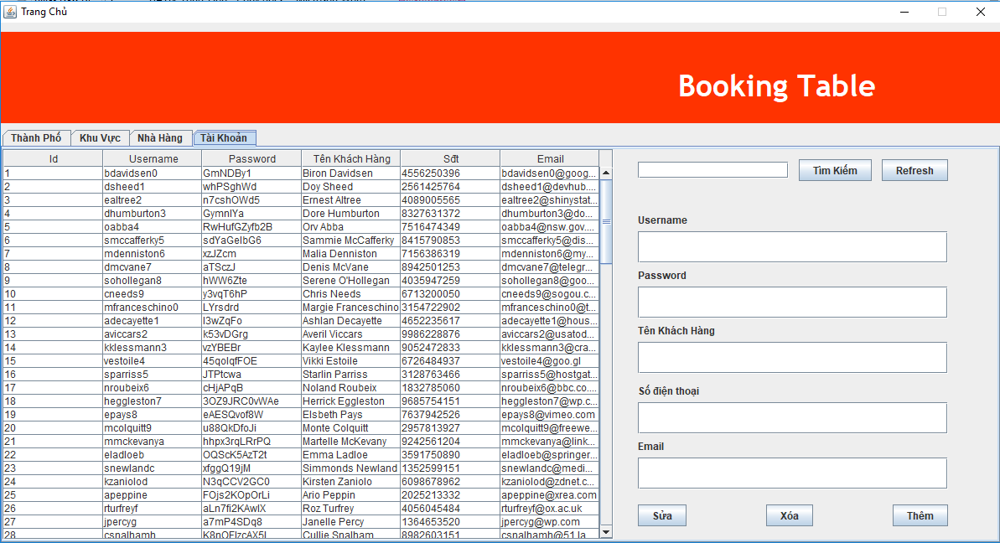 Trang Chủ
Booking Table
Thành Phố Khu Vực Nhà Hàng Tài Khoản
Id Username Password Tên Khách Hàng Sđt Email
1 bdavidsen0 GmNDBy1 Biron Davidsen 4556250396 bdavidsen0@goog...
2 dsheed1 whPSghWd Doy Sheed 2561425764 dsheed1@devhub....
3 ealtree2 n7cshOWd5 Ernest Altree 4089005565 ealtree2@shinystat...
4 dhumburton3 GymnIYa Dore Humburton 8327631372 dhumburton3@do...
5 oabba4 RwHufGZyfb2B Orv Abba 7516474349 oabba4@nsw.gov....
6 smccafferky5 sdYaGelbG6 Sammie McCafferky 8415790853 smccafferky5@dis...
7 mdenniston6 xzJZcm Malia Denniston 7156386319 mdenniston6@my...
8 dmcvane7 aTSczJ Denis McVane 8942501253 dmcvane7@telegr...
9 sohollegan8 hWW6Zte Serene O'Hollegan 4035947259 sohollegan8@goo...
10 cneeds9 y3vqT6hP Chris Needs 6713200050 cneeds9@sogou.c...
11 mfranceschino0 LYrsdrd Margie Franceschino 3154722902 mfranceschino0@t...
12 adecayette1 I3wZqFo Ashlan Decayette 4652235617 adecayette1@hous...
13 aviccars2 k53vDGrg Averil Viccars 9986228876 aviccars2@usatod...
14 kklessmann3 vzYBEBr Kaylee Klessmann 9052472833 kklessmann3@cra...
15 vestoile4 45qolqfFOE Vikki Estoile 6726484937 vestoile4@goo.gl
16 sparriss5 JTPtcwa Starlin Parriss 3128763466 sparriss5@hostgat...
17 nroubeix6 cHjAPqB Noland Roubeix 1832785060 nroubeix6@bbc.co....
18 heggleston7 3OZ9JRC0vWAe Herrick Eggleston 9685754151 heggleston7@wp.c...
19 epays8 eAESQvof8W Elsbeth Pays 7637942526 epays8@vimeo.com
20 mcolquitt9 u88QkDfoJi Monte Colquitt 2957813927 mcolquitt9@freewe...
21 mmckevanya hhpx3rqLRrPQ Martelle McKevany 9242561204 mmckevanya@link...
22 eladloeb OQScK5AzT2t Emma Ladloe 3591750890 eladloeb@springer...
23 snewlandc xfggQ19jM Simmonds Newland 1352599151 snewlandc@medi...
24 kzaniolod N3qCCV2GC0 Kirsten Zaniolo 6098678962 kzaniolod@zdnet.c...
25 apeppine FOjs2KOpOrLi Ario Peppin 2025213332 apeppine@xrea.com
26 rturfreyf aLn7fi2KAwlX Roz Turfrey 4056045484 rturfreyf@ox.ac.uk
27 jpercyg a7mP4SDq8 Janelle Percy 1364653520 jpercyg@wp.com
28 csnalhamh K8nOFIzcAX5I Cullie Snalham 8982603151 csnalhamh@51.la
Tìm Kiếm Refresh
Username
Password
Tên Khách Hàng
Số điện thoại
Email
Sửa Xóa Thêm